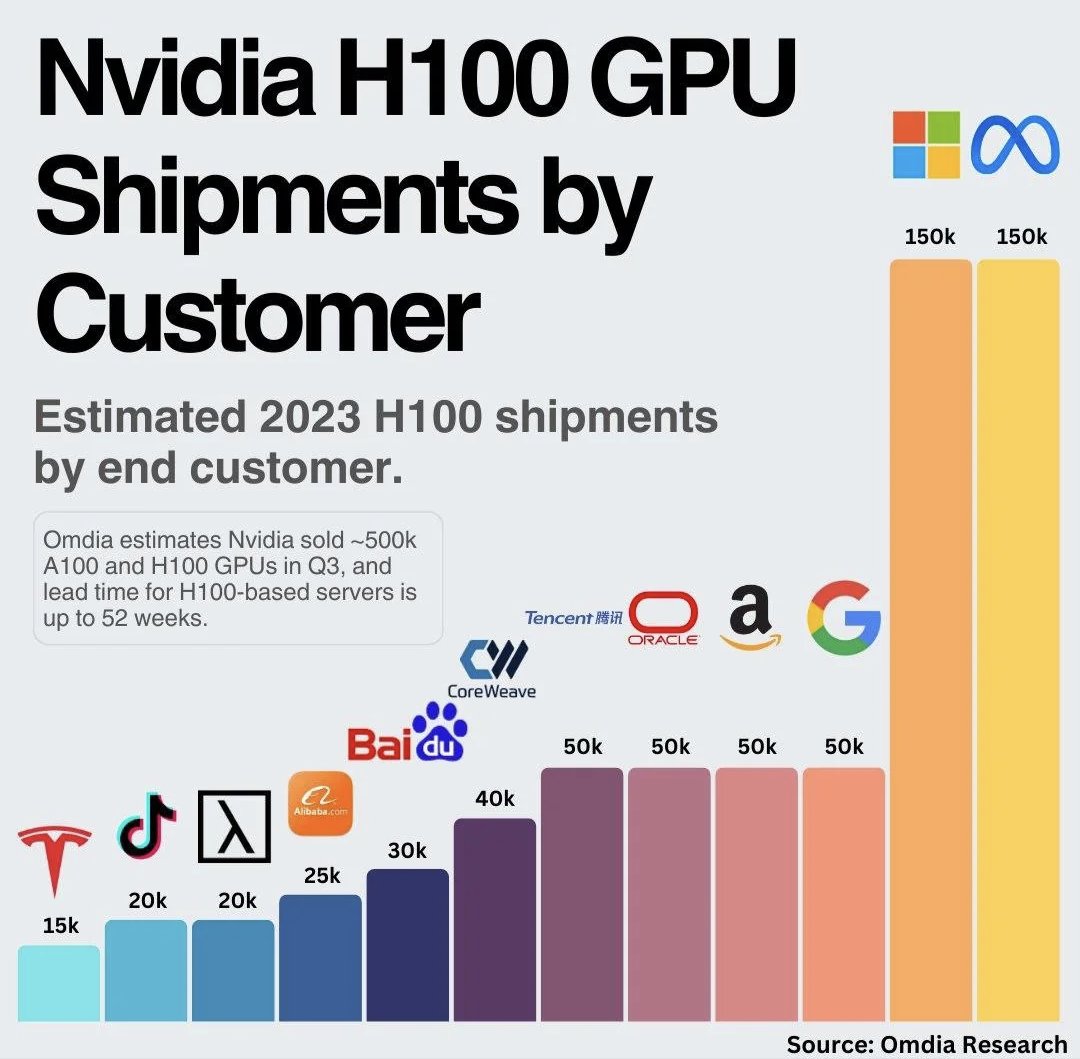 Nvidia H100 GPU
Shipments by
Customer
Estimated 2023 H100 shipments
by end customer.
Omdia estimates Nvidia sold ~500k
A100 and H100 GPUs in Q3, and
lead time for H100-based servers is
up to 52 weeks.
15k
20k
λ
20k
Alibaba.com
25k
Baidu
30k
CoreWeave
40k
Tencent 腾讯
50k
ORACLE
50k
a
50k
G
50k
150k
150k
Source: Omdia Research